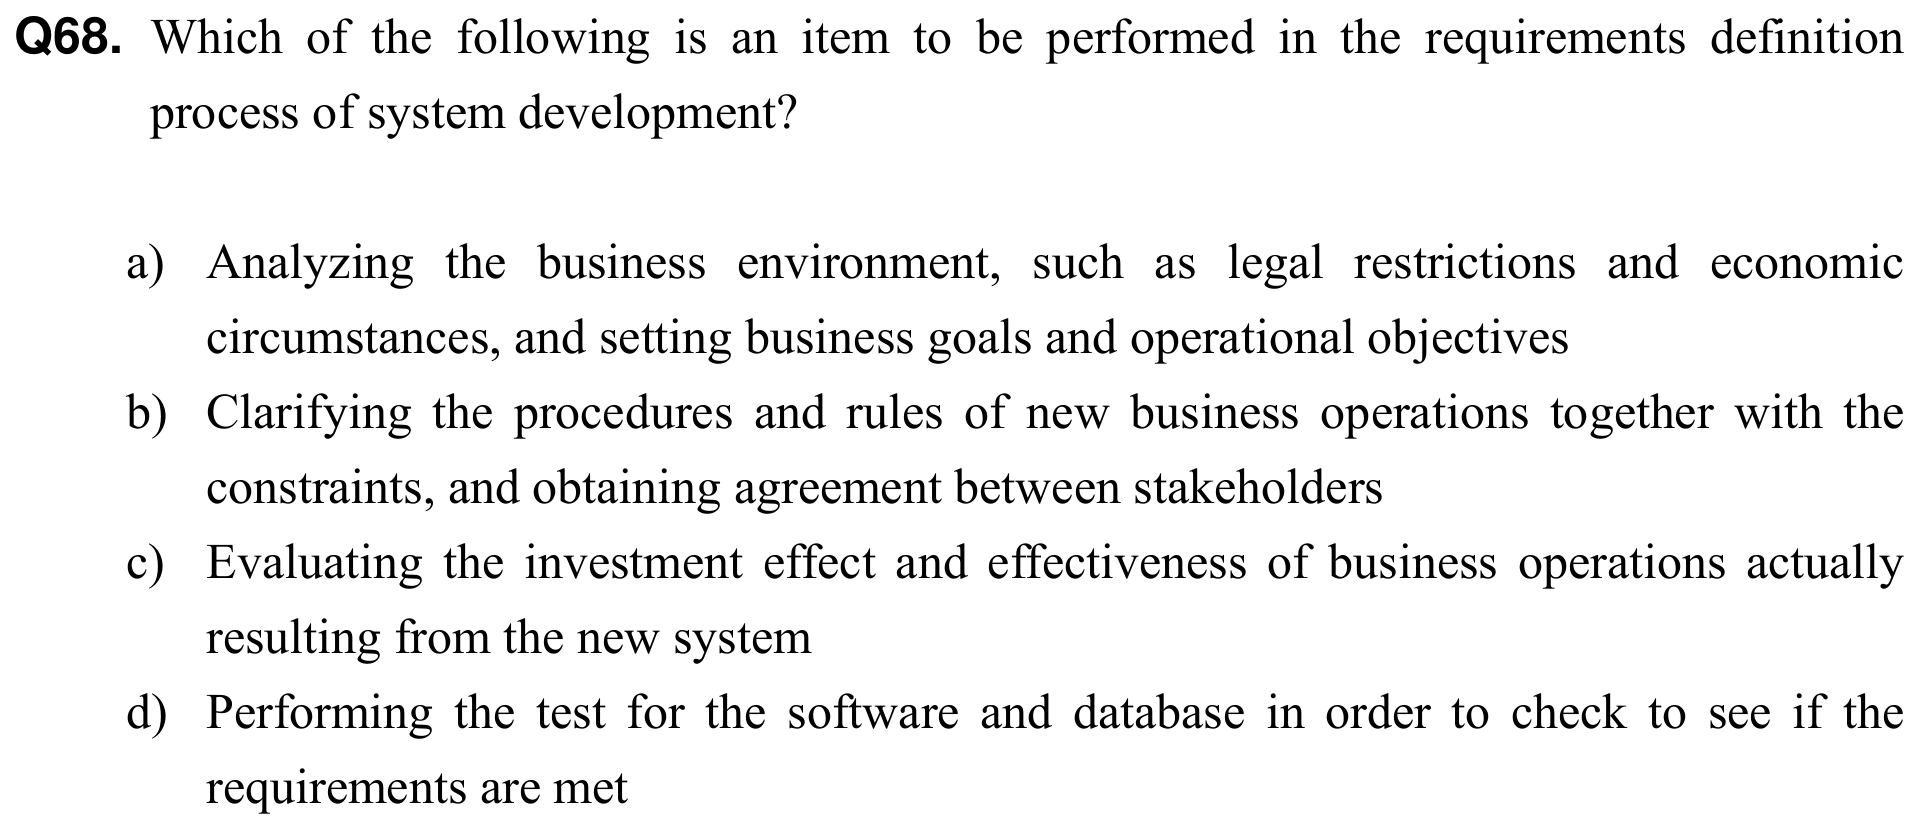 Q68. Which of the following is an item to be performed in the requirements definition
process of system development?
a) Analyzing the business environment, such as legal restrictions and economic
circumstances, and setting business goals and operational objectives
b) Clarifying the procedures and rules of new business operations together with the
constraints, and obtaining agreement between stakeholders
c) Evaluating the investment effect and effectiveness of business operations actually
resulting from the new system
d) Performing the test for the software and database in order to check to see if the
requirements are met